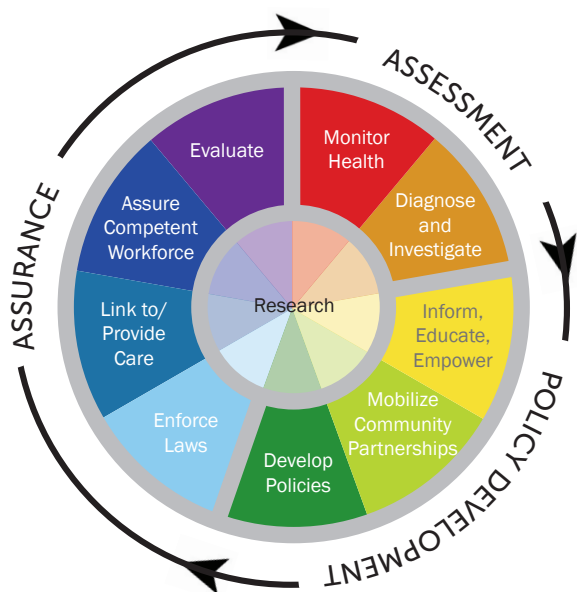 ASSESSMENT
Monitor
Health
Diagnose
and
Investigate
Inform,
Educate,
Empower
Mobilize
Community
Partnerships
POLICY DEVELOPMENT
Develop
Policies
Enforce
Laws
Link to/
Provide
Care
Assure
Competent
Workforce
Evaluate
ASSURANCE
Research